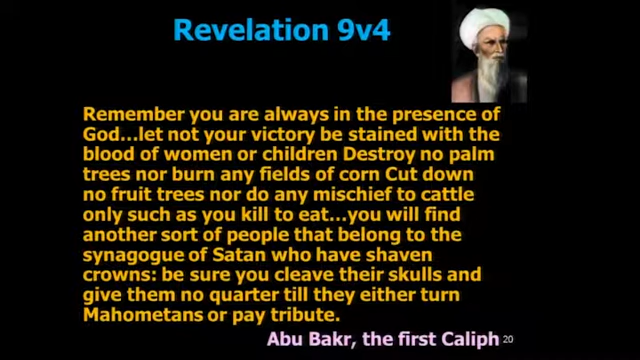 Revelation 9v4
Remember you are always in the presence of
God...let not your victory be stained with the
blood of women or children Destroy no palm
trees nor burn any fields of corn Cut down
no fruit trees nor do any mischief to cattle
only such as you kill to eat...you will find
another sort of people that belong to the
synagogue of Satan who have shaven
crowns: be sure you cleave their skulls and
give them no quarter till they either turn
Mahometans or pay tribute.
Abu Bakr, the first Caliph 20